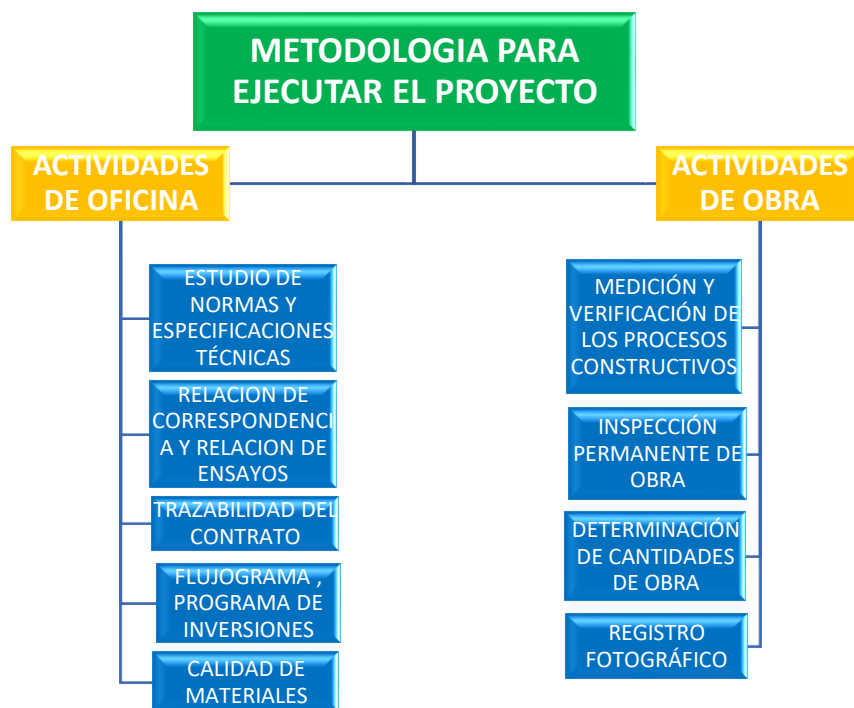 METODOLOGIA PARA
EJECUTAR EL PROYECTO
ACTIVIDADES
DE OFICINA
ESTUDIO DE
NORMAS Y
ESPECIFICACIONES
TÉCNICAS
RELACION DE
CORRESPONDENCI
A Y RELACION DE
ENSAYOS
TRAZABILIDAD DEL
CONTRATO
FLUJOGRAMA ,
PROGRAMA DE
INVERSIONES
CALIDAD DE
MATERIALES
ACTIVIDADES
DE OBRA
MEDICIÓN Y
VERIFICACIÓN DE
LOS PROCESOS
CONSTRUCTIVOS
INSPECCIÓN
PERMANENTE DE
OBRA
DETERMINACIÓN
DE CANTIDADES
DE OBRA
REGISTRO
FOTOGRÁFICO